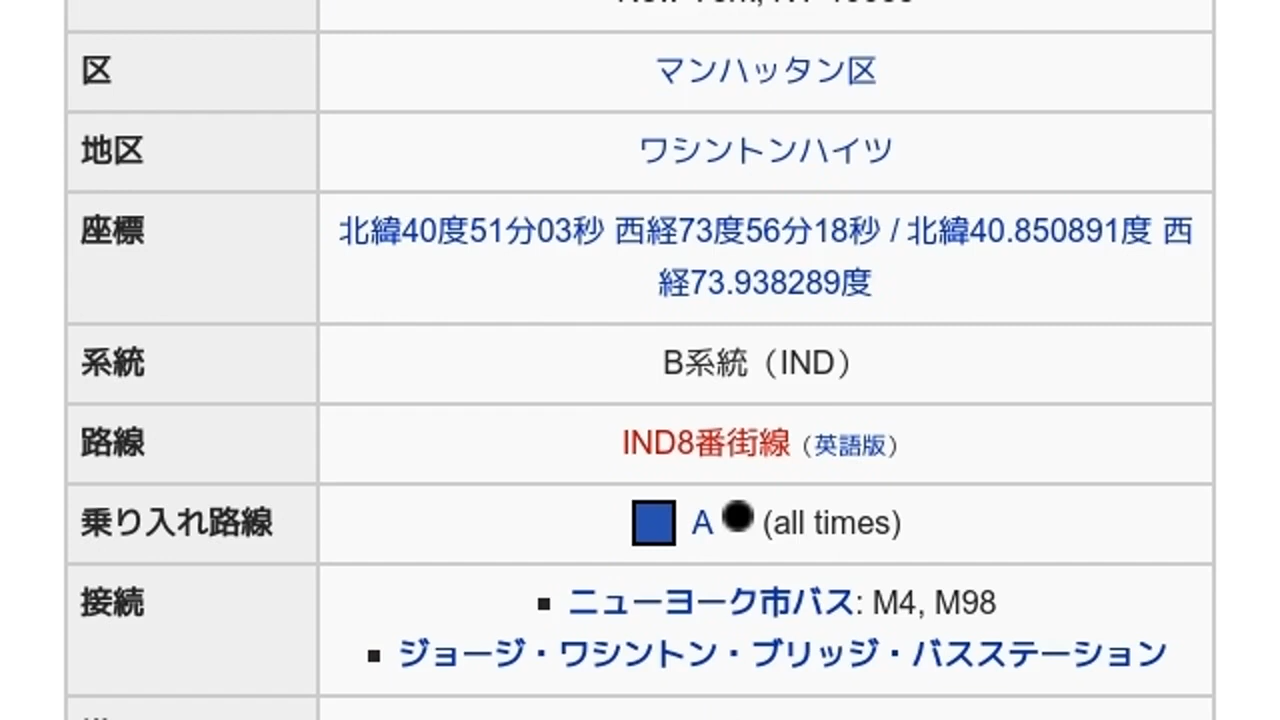 区
マンハッタン区
地区
ワシントンハイツ
座標
北緯40度51分03秒 西経73度56分18秒 / 北緯40.850891度 西
経73.938289度
系統
B系統（IND）
路線
IND8番街線（英語版）
乗り入れ路線
A (all times)
接続
▪ ニューヨーク市バス: M4, M98
▪ ジョージ・ワシントン・ブリッジ・バスステーション